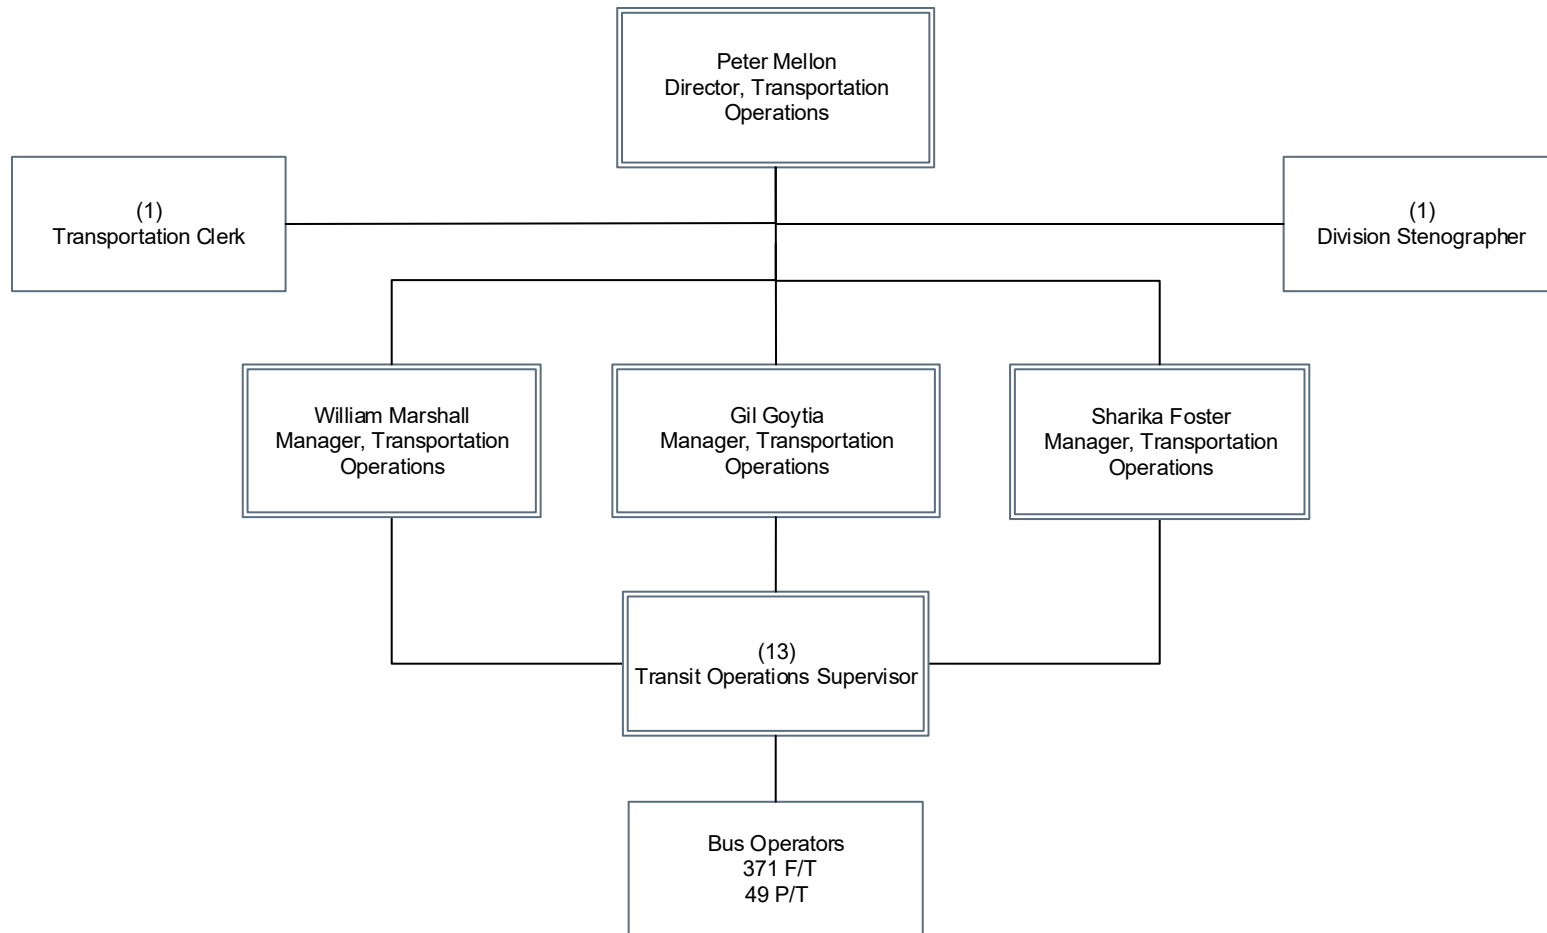 Peter Mellon
Director, Transportation
Operations
(1)
Transportation Clerk
(1)
Division Stenographer
William Marshall
Manager, Transportation
Operations
Gil Goytia
Manager, Transportation
Operations
Sharika Foster
Manager, Transportation
Operations
(13)
Transit Operations Supervisor
Bus Operators
371 F/T
49 P/T